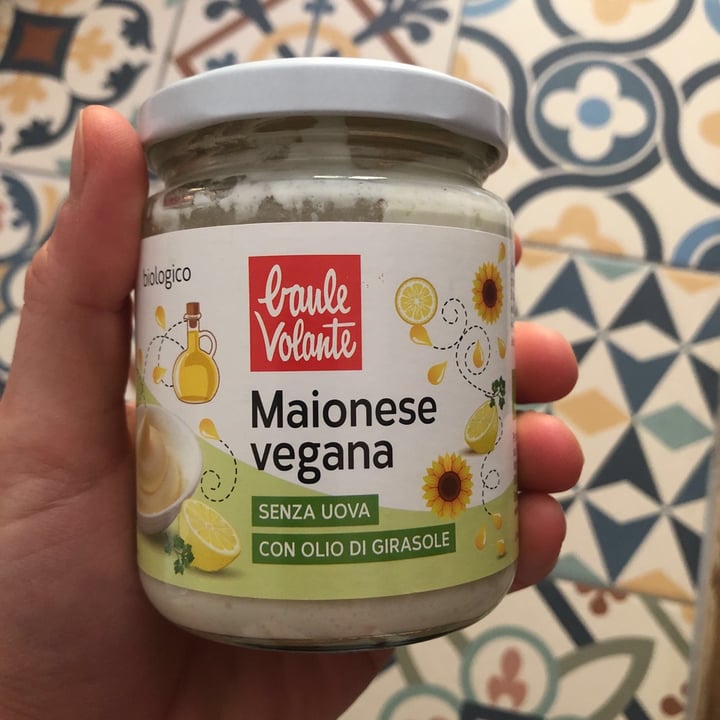 biologico
baule
volante
Maionese
vegana
SENZA UOVA
CON OLIO DI GIRASOLE